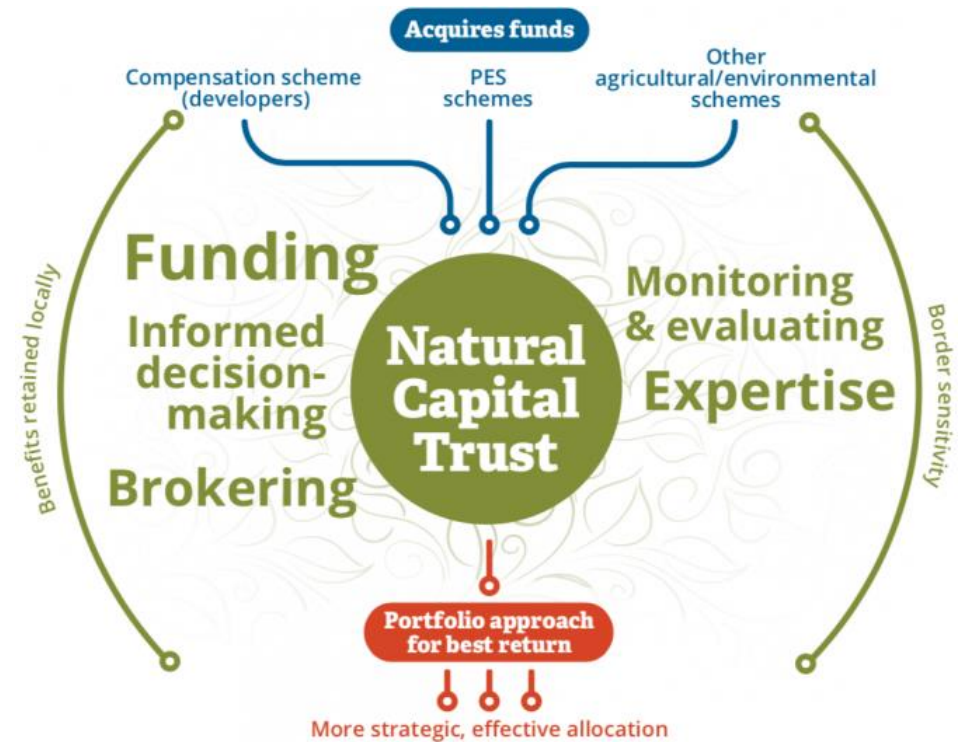 Acquires funds
Compensation scheme
(developers)
PES
schemes
Other
agricultural/environmental
schemes
Benefits retained locally
Funding
Informed
decision-
making
Brokering
Natural
Capital
Trust
Monitoring
& evaluating
Expertise
Border sensitivity
Portfolio approach
for best return
More strategic, effective allocation